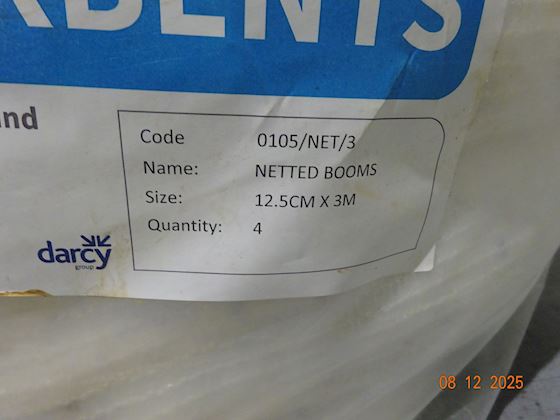 RBENTS
and
Code 0105/NET/3
Name: NETTED BOOMS
Size: 12.5CM X 3M
Quantity: 4
darcy
group
08 12 2025